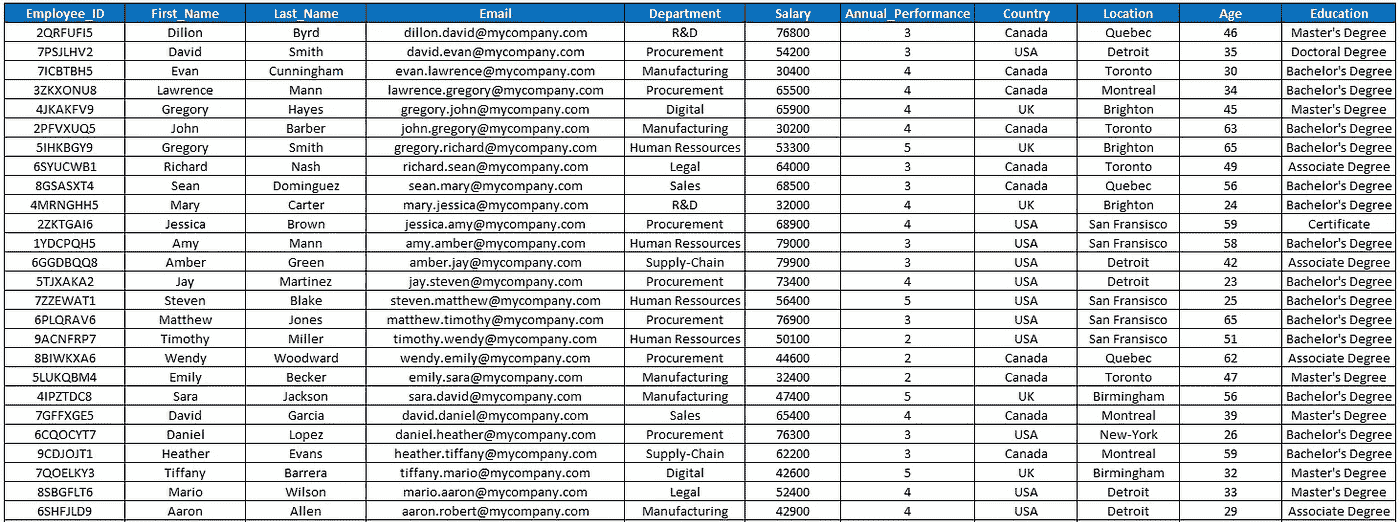 Employee_ID First_Name Last_Name Email Department Salary Annual_Performance Country Location Age Education
2QRFUFI5 Dillon Byrd dillon.david@mycompany.com R&D 76800 3 Canada Quebec 46 Master's Degree
7PSJLHV2 David Smith david.evan@mycompany.com Procurement 54200 3 USA Detroit 35 Doctoral Degree
7ICBTBH5 Evan Cunningham evan.lawrence@mycompany.com Manufacturing 30400 4 Canada Toronto 30 Bachelor's Degree
3ZKXONU8 Lawrence Mann lawrence.gregory@mycompany.com Procurement 65500 4 Canada Montreal 34 Bachelor's Degree
4JKAKFV9 Gregory Hayes gregory.john@mycompany.com Digital 65900 4 UK Brighton 45 Master's Degree
2PFVXUQ5 John Barber john.gregory@mycompany.com Manufacturing 30200 4 Canada Toronto 63 Bachelor's Degree
5IHKBGY9 Gregory Smith gregory.richard@mycompany.com Human Ressources 53300 5 UK Brighton 65 Bachelor's Degree
6SYUCWB1 Richard Nash richard.sean@mycompany.com Legal 64000 3 Canada Toronto 49 Associate Degree
8GSASXT4 Sean Dominguez sean.mary@mycompany.com Sales 68500 3 Canada Quebec 56 Bachelor's Degree
4MRNGHH5 Mary Carter mary.jessica@mycompany.com R&D 32000 4 UK Brighton 24 Bachelor's Degree
2ZKTGAI6 Jessica Brown jessica.amy@mycompany.com Procurement 68900 4 USA San Fransisco 59 Certificate
1YDCPQH5 Amy Mann amy.amber@mycompany.com Human Ressources 79000 3 USA San Fransisco 58 Bachelor's Degree
6GGDBQQ8 Amber Green amber.jay@mycompany.com Supply-Chain 79900 3 USA Detroit 42 Associate Degree
5TJXAKA2 Jay Martinez jay.steven@mycompany.com Procurement 73400 4 USA Detroit 23 Bachelor's Degree
7ZZEWAT1 Steven Blake steven.matthew@mycompany.com Human Ressources 56400 5 USA San Fransisco 25 Bachelor's Degree
6PLQRAV6 Matthew Jones matthew.timothy@mycompany.com Procurement 76900 3 USA San Fransisco 65 Bachelor's Degree
9ACNFRP7 Timothy Miller timothy.wendy@mycompany.com Human Ressources 50100 2 USA San Fransisco 51 Bachelor's Degree
8BIWKXA6 Wendy Woodward wendy.emily@mycompany.com Procurement 44600 2 Canada Quebec 62 Associate Degree
5LUKQBM4 Emily Becker emily.sara@mycompany.com Manufacturing 32400 2 Canada Toronto 47 Master's Degree
4IPZTDC8 Sara Jackson sara.david@mycompany.com Manufacturing 47400 5 UK Birmingham 56 Bachelor's Degree
7GFFXGE5 David Garcia david.daniel@mycompany.com Sales 65400 4 Canada Montreal 39 Master's Degree
6CQOCYT7 Daniel Lopez daniel.heather@mycompany.com Procurement 76300 3 USA New-York 26 Bachelor's Degree
9CDJOJT1 Heather Evans heather.tiffany@mycompany.com Supply-Chain 62200 3 Canada Montreal 59 Bachelor's Degree
7QOELKY3 Tiffany Barrera tiffany.mario@mycompany.com Digital 42600 5 UK Birmingham 32 Master's Degree
8SBGFLT6 Mario Wilson mario.aaron@mycompany.com Legal 52400 4 USA Detroit 33 Master's Degree
6SHFJLD9 Aaron Allen aaron.robert@mycompany.com Manufacturing 42900 4 USA Detroit 29 Associate Degree